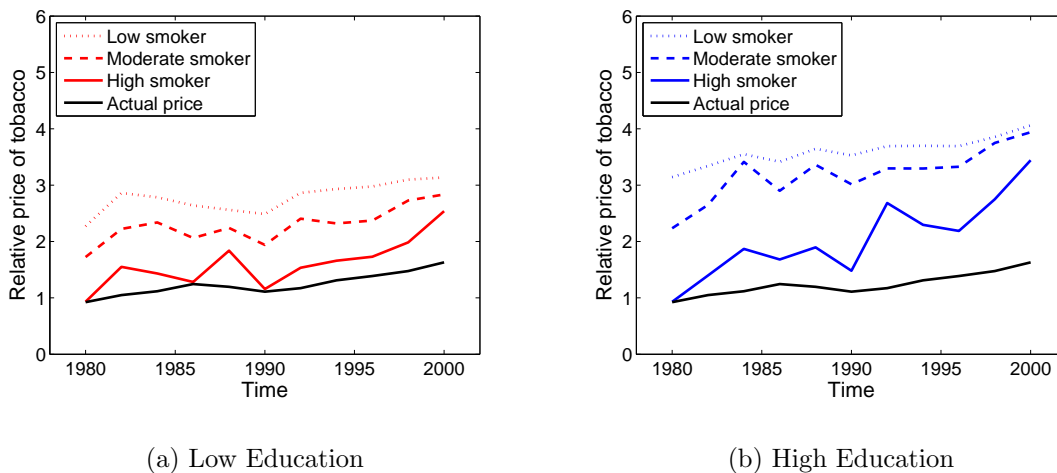 6
5
4
3
2
1
0
Relative price of tobacco
Low smoker
Moderate smoker
High smoker
Actual price
1980 1985 1990 1995 2000
Time
(a) Low Education
6
5
4
3
2
1
0
Relative price of tobacco
Low smoker
Moderate smoker
High smoker
Actual price
1980 1985 1990 1995 2000
Time
(b) High Education